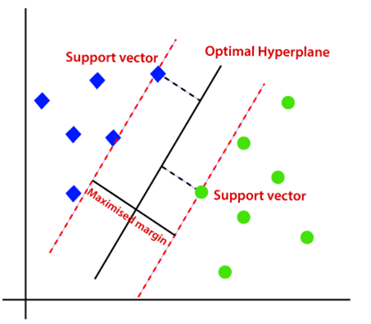 Optimal Hyperplane
Support vector
Support vector
Maximised margin